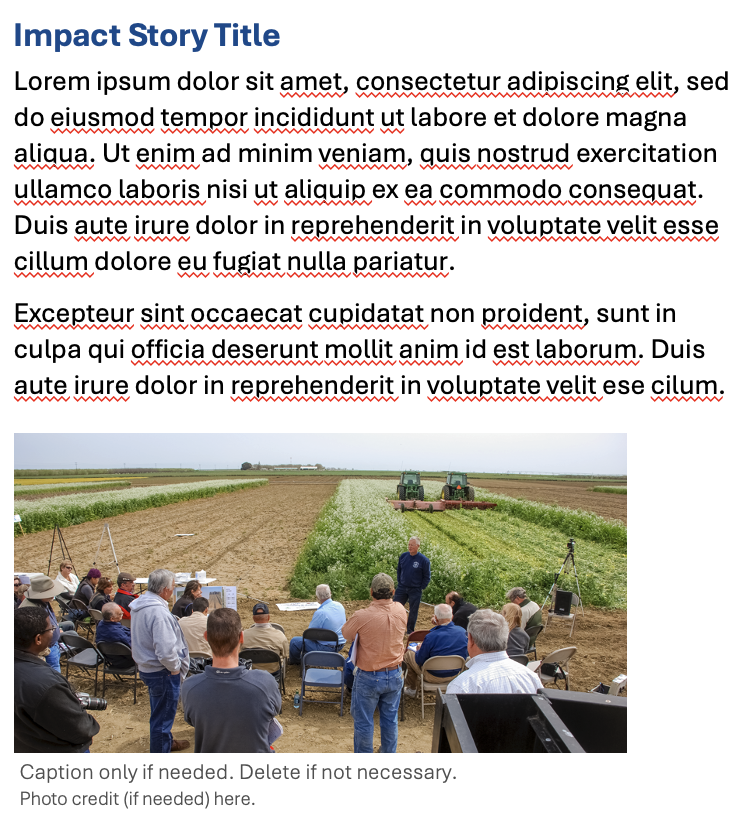 Impact Story Title
Lorem ipsum dolor sit amet, consectetur adipiscing elit, sed
do eiusmod tempor incididunt ut labore et dolore magna
aliqua. Ut enim ad minim veniam, quis nostrud exercitation
ullamco laboris nisi ut aliquip ex ea commodo consequat.
Duis aute irure dolor in reprehenderit in voluptate velit esse
cillum dolore eu fugiat nulla pariatur.
Excepteur sint occaecat cupidatat non proident, sunt in
culpa qui officia deserunt mollit anim id est laborum. Duis
aute irure dolor in reprehenderit in voluptate velit ese cilum.
Caption only if needed. Delete if not necessary.
Photo credit (if needed) here.